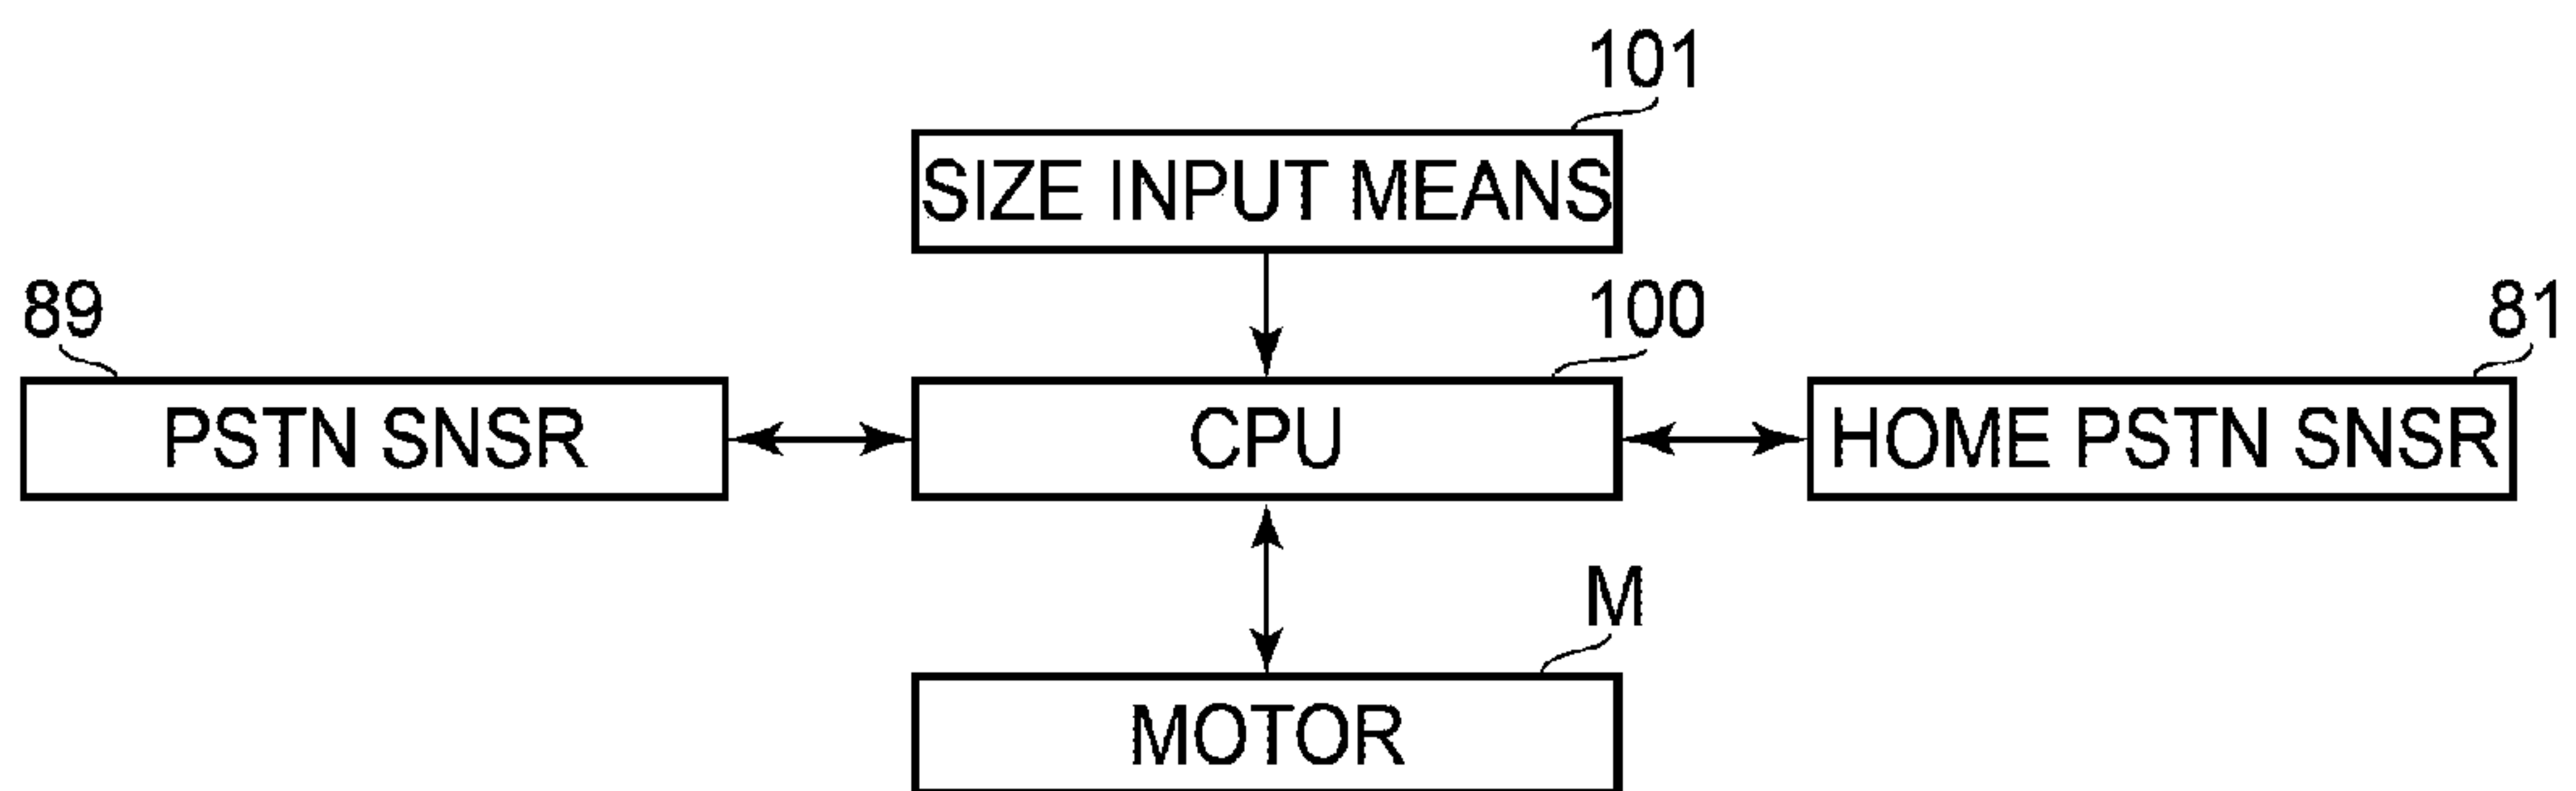 101
SIZE INPUT MEANS
89
100
81
PSTN SNSR
CPU
HOME PSTN SNSR
M
MOTOR